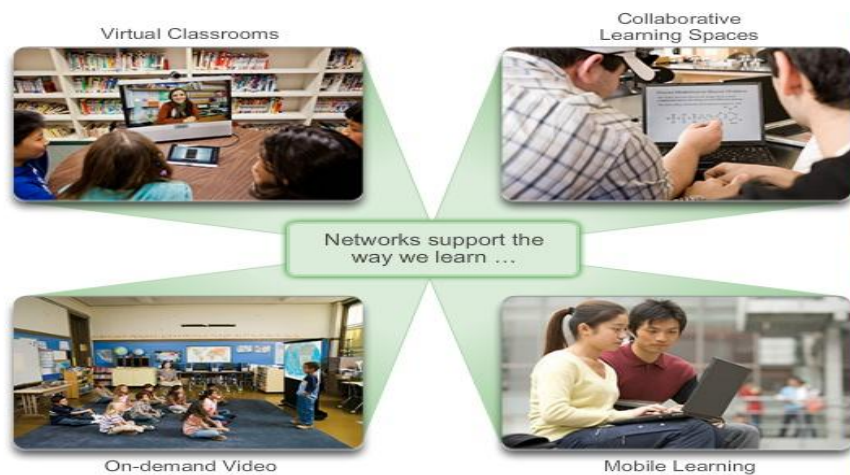 Virtual Classrooms
Collaborative
Learning Spaces
Networks support the
way we learn ...
On-demand Video
Mobile Learning